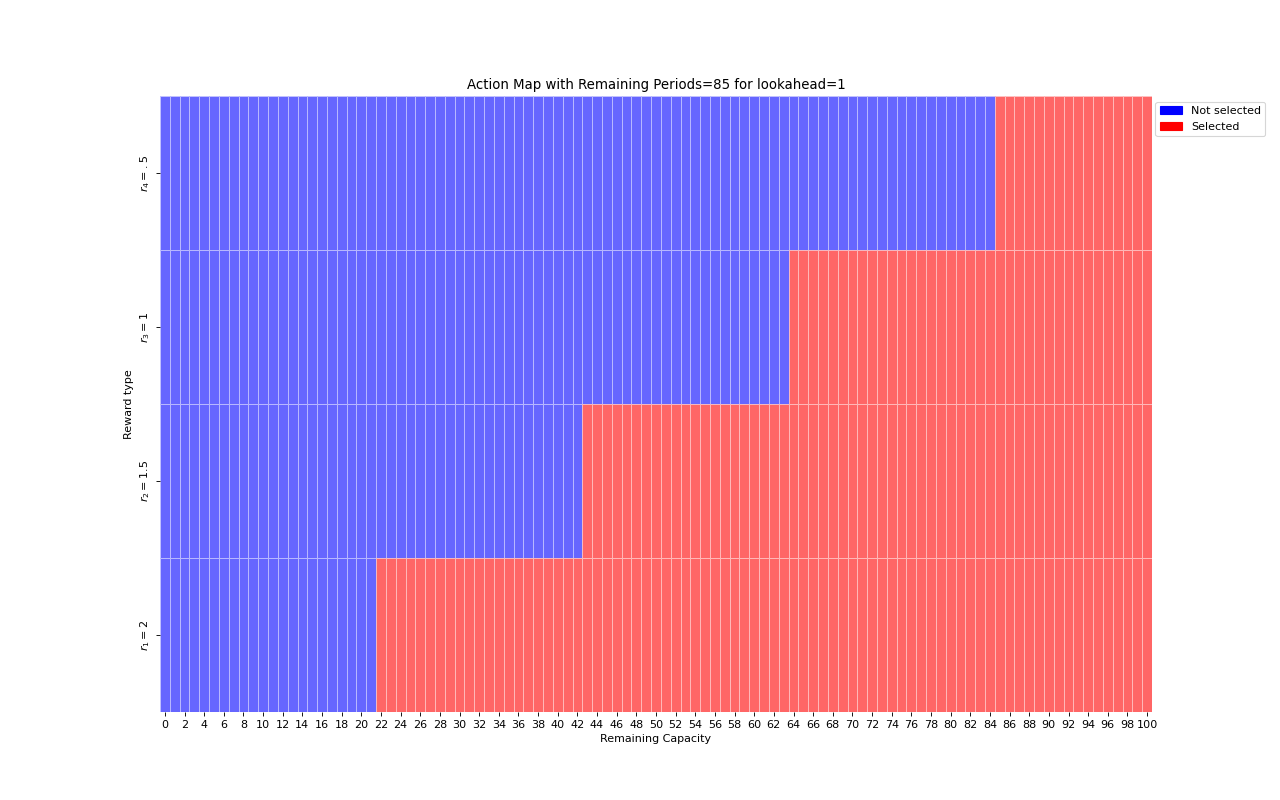 Action Map with Remaining Periods=85 for lookahead=1
Not selected
Selected
r₄ = .5
r₃ = 1
r₂ = 1.5
r₁ = 2
Reward type
0 2 4 6 8 10 12 14 16 18 20 22 24 26 28 30 32 34 36 38 40 42 44 46 48 50 52 54 56 58 60 62 64 66 68 70 72 74 76 78 80 82 84 86 88 90 92 94 96 98 100
Remaining Capacity